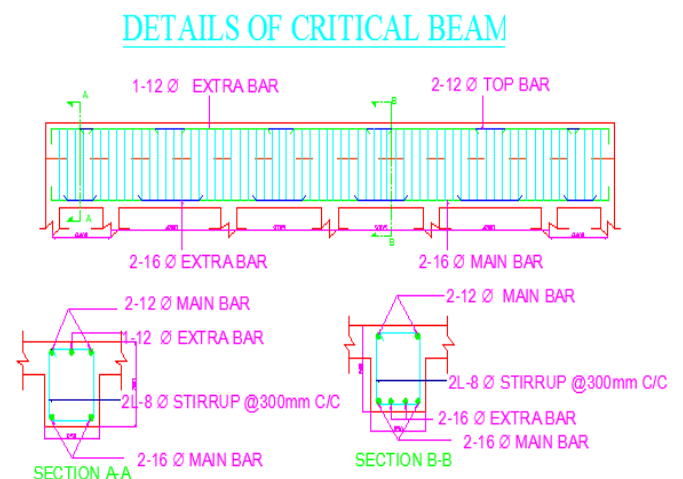 DETAILS OF CRITICAL BEAM
1-12 Ø EXTRA BAR
2-12 Ø TOP BAR
A
B
A
B
2-16 Ø EXTRA BAR
2-16 Ø MAIN BAR
2-12 Ø MAIN BAR
1-12 Ø EXTRA BAR
2L-8 Ø STIRRUP @300mm C/C
2-16 Ø MAIN BAR
SECTION A-A
2-12 Ø MAIN BAR
2L-8 Ø STIRRUP @300mm C/C
2-16 Ø EXTRA BAR
2-16 Ø MAIN BAR
SECTION B-B